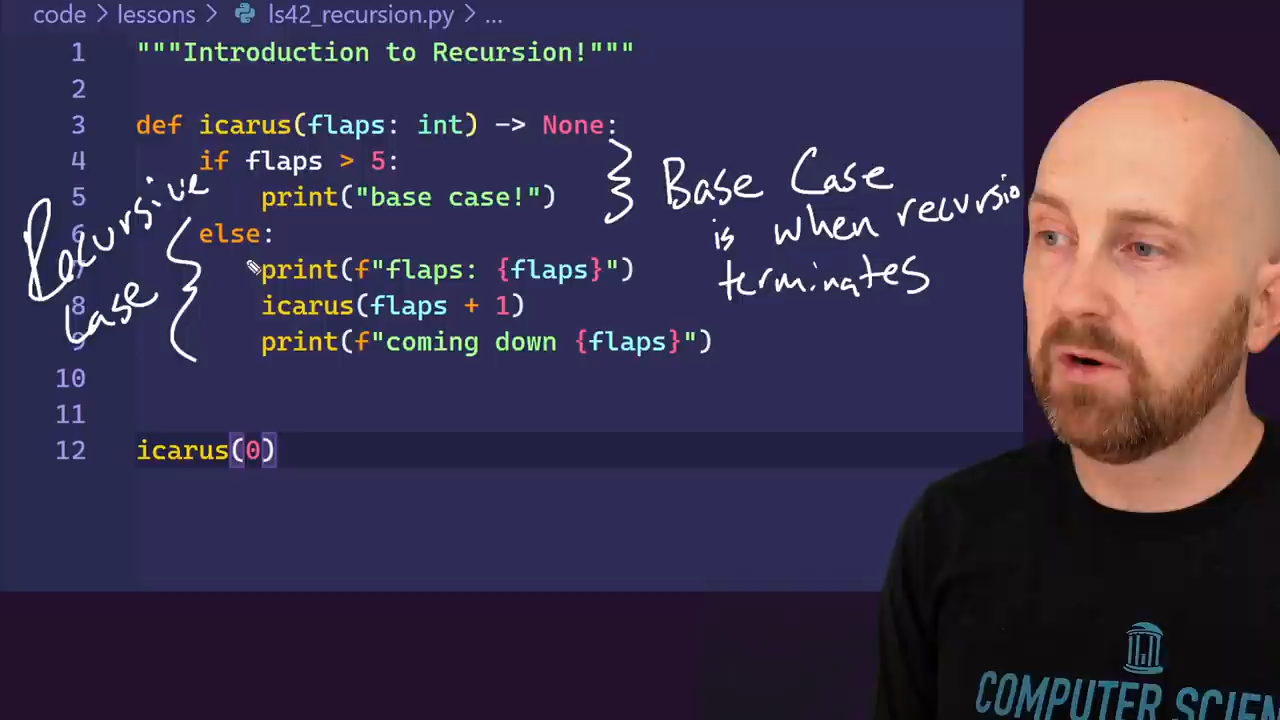 code > lessons > ls42_recursion.py > ...
1 """Introduction to Recursion!"""
2
3 def icarus(flaps: int) -> None:
4 if flaps > 5:
5 print("base case!")
6 else:
print(f"flaps: {flaps}")
8 icarus(flaps + 1)
9 print(f"coming down {flaps}")
10
11
12 icarus(0)
Recursive
Case
Base Case
is when recursio
terminates
COMPUTER SCIEN